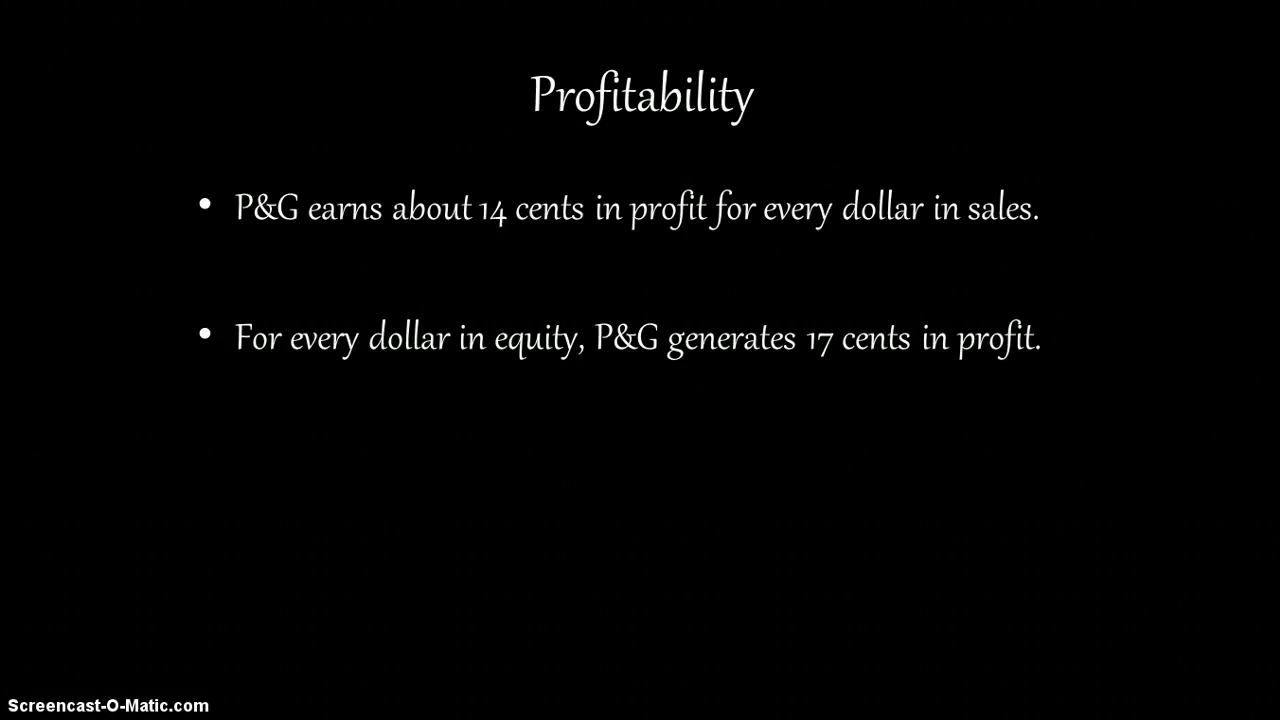 Profitability
• P&G earns about 14 cents in profit for every dollar in sales.
• For every dollar in equity, P&G generates 17 cents in profit.
Screencast-O-Matic.com